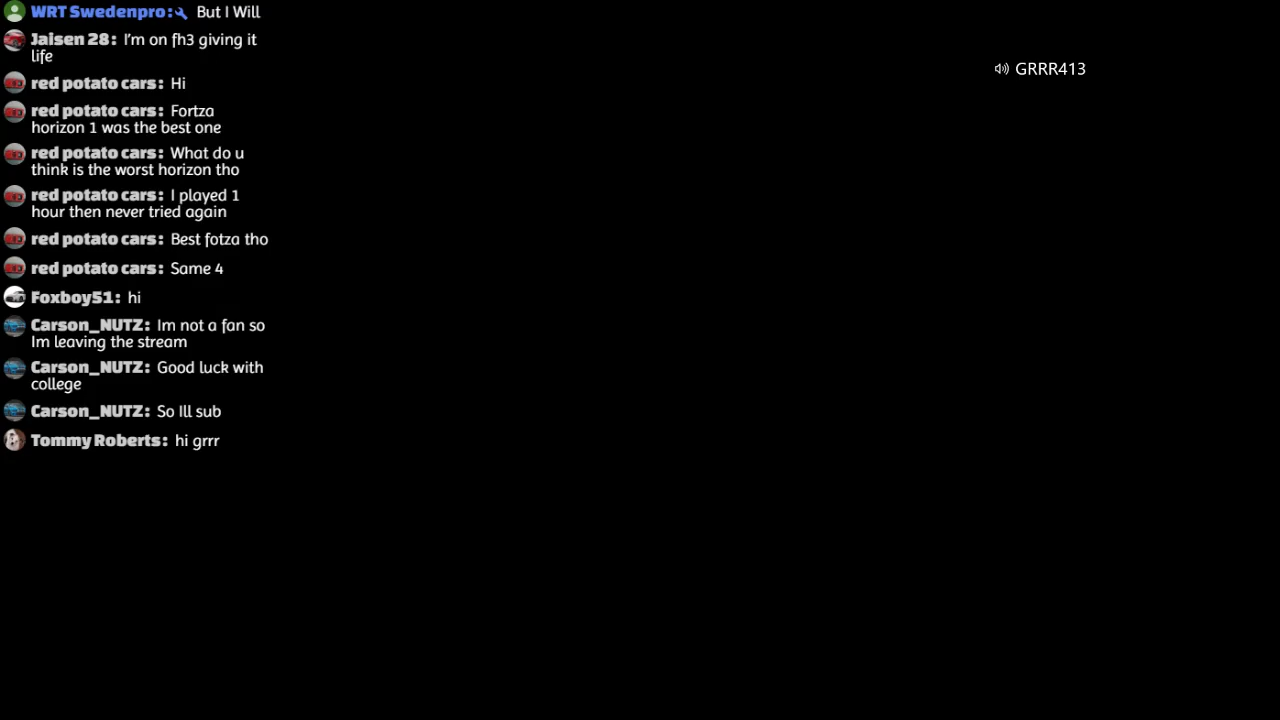 WRT Swedenpro: But I Will
Jaisen 28: I'm on fh3 giving it
life
GRRR413
red potato cars: Hi
red potato cars: Fortza
horizon 1 was the best one
red potato cars: What do u
think is the worst horizon tho
red potato cars: I played 1
hour then never tried again
red potato cars: Best fotza tho
red potato cars: Same 4
Foxboy51: hi
Carson_NUTZ: Im not a fan so
Im leaving the stream
Carson_NUTZ: Good luck with
college
Carson_NUTZ: So Ill sub
Tommy Roberts: hi grrr